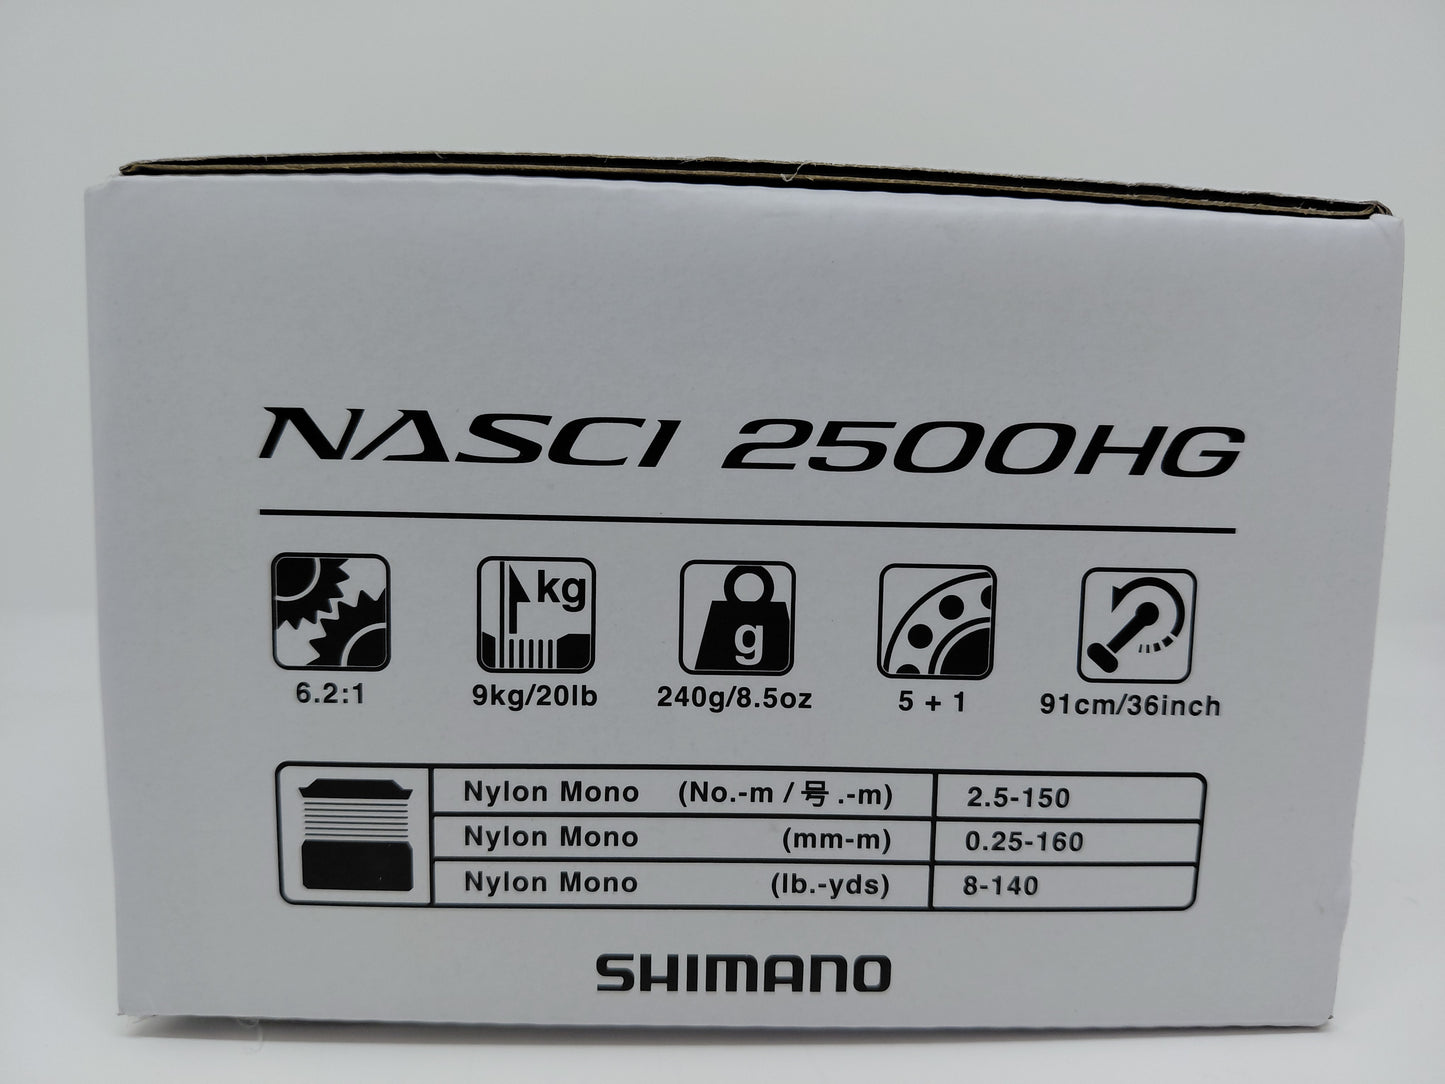 NASCI 2500HG
kg g
6.2:1 9kg/20lb 240g/8.5oz 5 + 1 91cm/36inch
Nylon Mono (No.-m / 号.-m) 2.5-150
Nylon Mono (mm-m) 0.25-160
Nylon Mono (lb.-yds) 8-140
SHIMANO